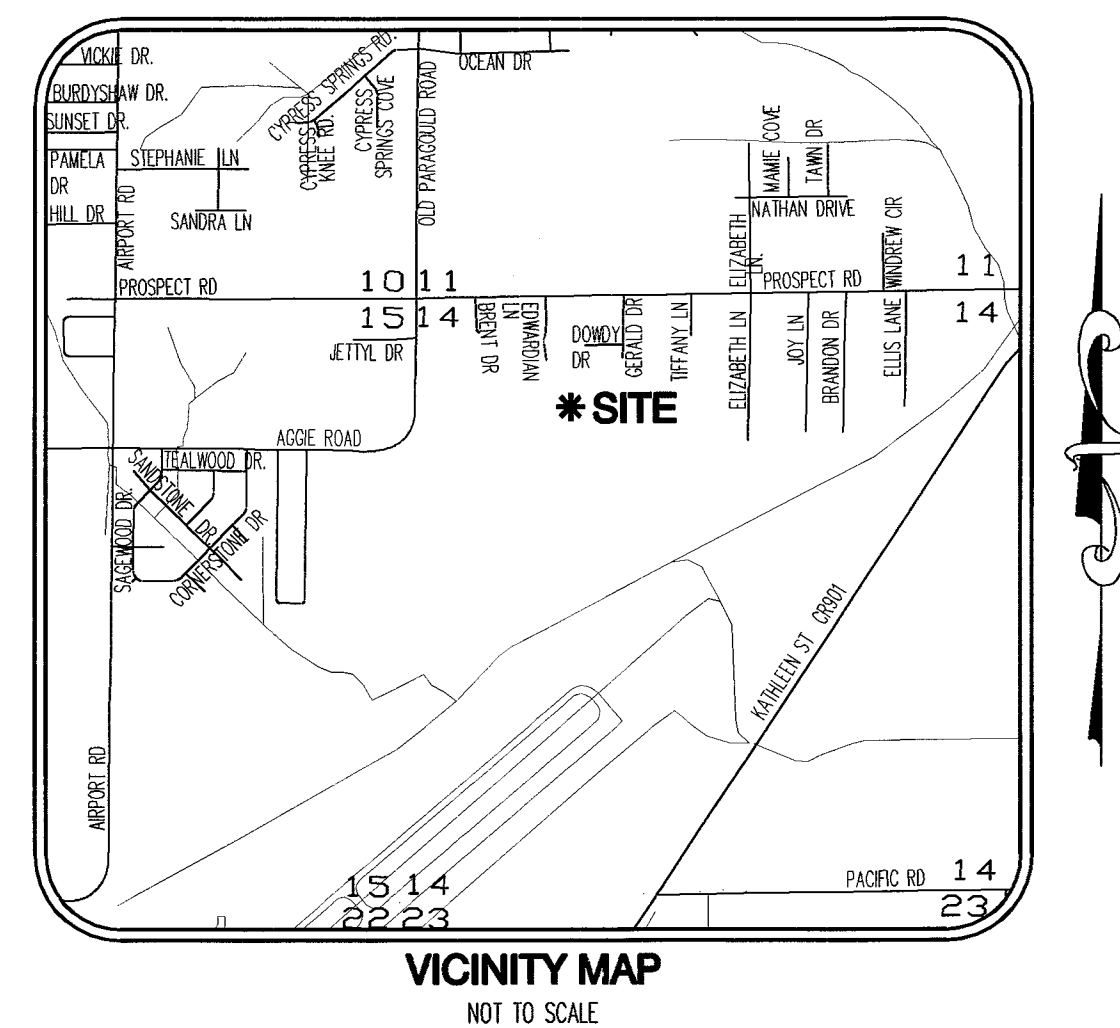 VICKIE DR.
BURDYSHAW DR.
SUNSET DR.
PAMELA
DR
HILL DR
STEPHANIE LN
SANDRA LN
AIRPORT RD
CYPRESS SPRINGS RD.
CYPRESS
KNEE RD.
CYPRESS
SPRINGS COVE
OLD PARAGOULD ROAD
OCEAN DR
MAMIE COVE
TAWN DR
NATHAN DRIVE
ELIZABETH
LN.
WINDREW CIR
PROSPECT RD
10 11
PROSPECT RD
11
15 14
14
JETTYL DR
BRENT DR
EDWARDIAN
LN
DOWDY
DR
GERALD DR
TIFFANY LN
ELIZABETH LN
JOY LN
BRANDON DR
ELLIS LANE
* SITE
AGGIE ROAD
TEALWOOD DR.
SANDSTONE DR
SAGEWOOD DR.
CORNERSTONE DR
KATHLEEN ST CR901
AIRPORT RD
15 14
22 23
PACIFIC RD
14
23
VICINITY MAP
NOT TO SCALE